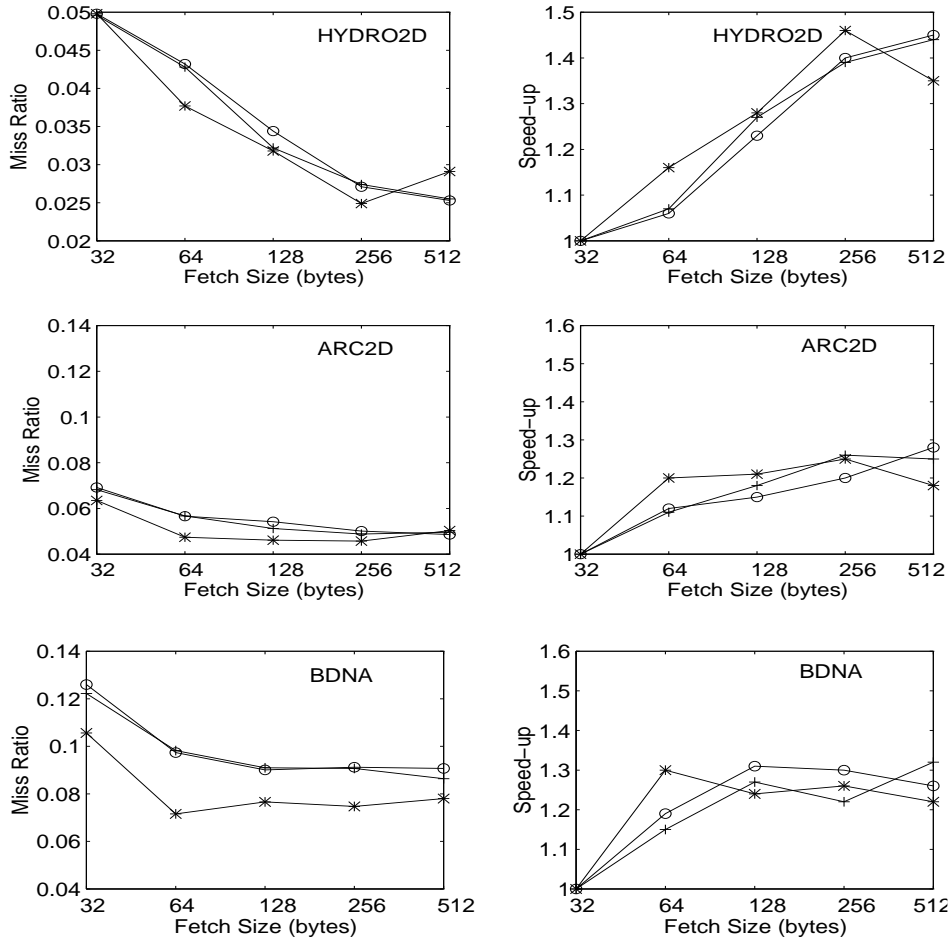 0.05
0.045
0.04
0.035
0.03
0.025
0.02
Miss Ratio
HYDRO2D
32 64 128 256 512
Fetch Size (bytes)
1.5
1.4
1.3
1.2
1.1
1
Speed-up
HYDRO2D
32 64 128 256 512
Fetch Size (bytes)
0.14
0.12
0.1
0.08
0.06
0.04
Miss Ratio
ARC2D
32 64 128 256 512
Fetch Size (bytes)
1.6
1.5
1.4
1.3
1.2
1.1
1
Speed-up
ARC2D
32 64 128 256 512
Fetch Size (bytes)
0.14
0.12
0.1
0.08
0.06
0.04
Miss Ratio
BDNA
32 64 128 256 512
Fetch Size (bytes)
1.6
1.5
1.4
1.3
1.2
1.1
1
Speed-up
BDNA
32 64 128 256 512
Fetch Size (bytes)